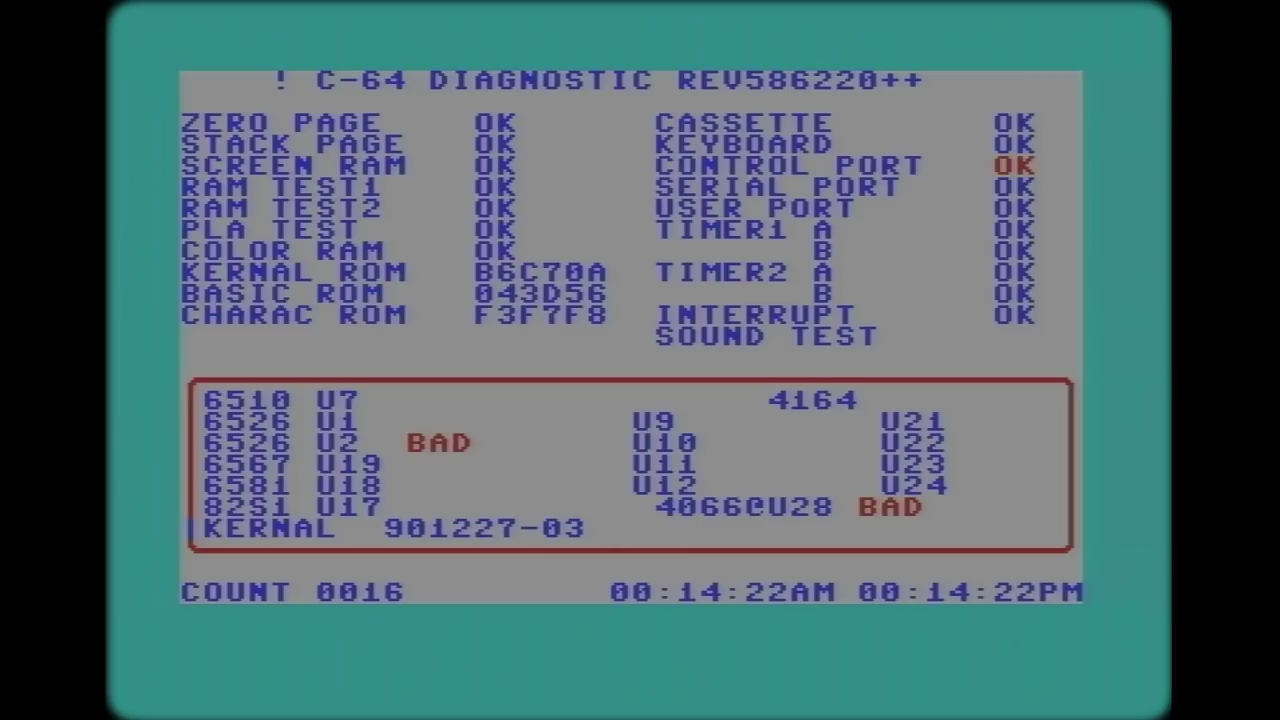 ! C-64 DIAGNOSTIC REV586220++
ZERO PAGE OK CASSETTE OK
STACK PAGE OK KEYBOARD OK
SCREEN RAM OK CONTROL PORT OK
RAM TEST1 OK SERIAL PORT OK
RAM TEST2 OK USER PORT OK
PLA TEST OK TIMER1 A OK
COLOR RAM OK B OK
KERNAL ROM B6C70A TIMER2 A OK
BASIC ROM 043D56 B OK
CHARAC ROM F3F7F8 INTERRUPT OK
SOUND TEST
6510 U7 4164
6526 U1 U9 U21
6526 U2 BAD U10 U22
6567 U19 U11 U23
6581 U18 U12 U24
82S1 U17 4066@U28 BAD
KERNAL 901227-03
COUNT 0016 00:14:22AM 00:14:22PM